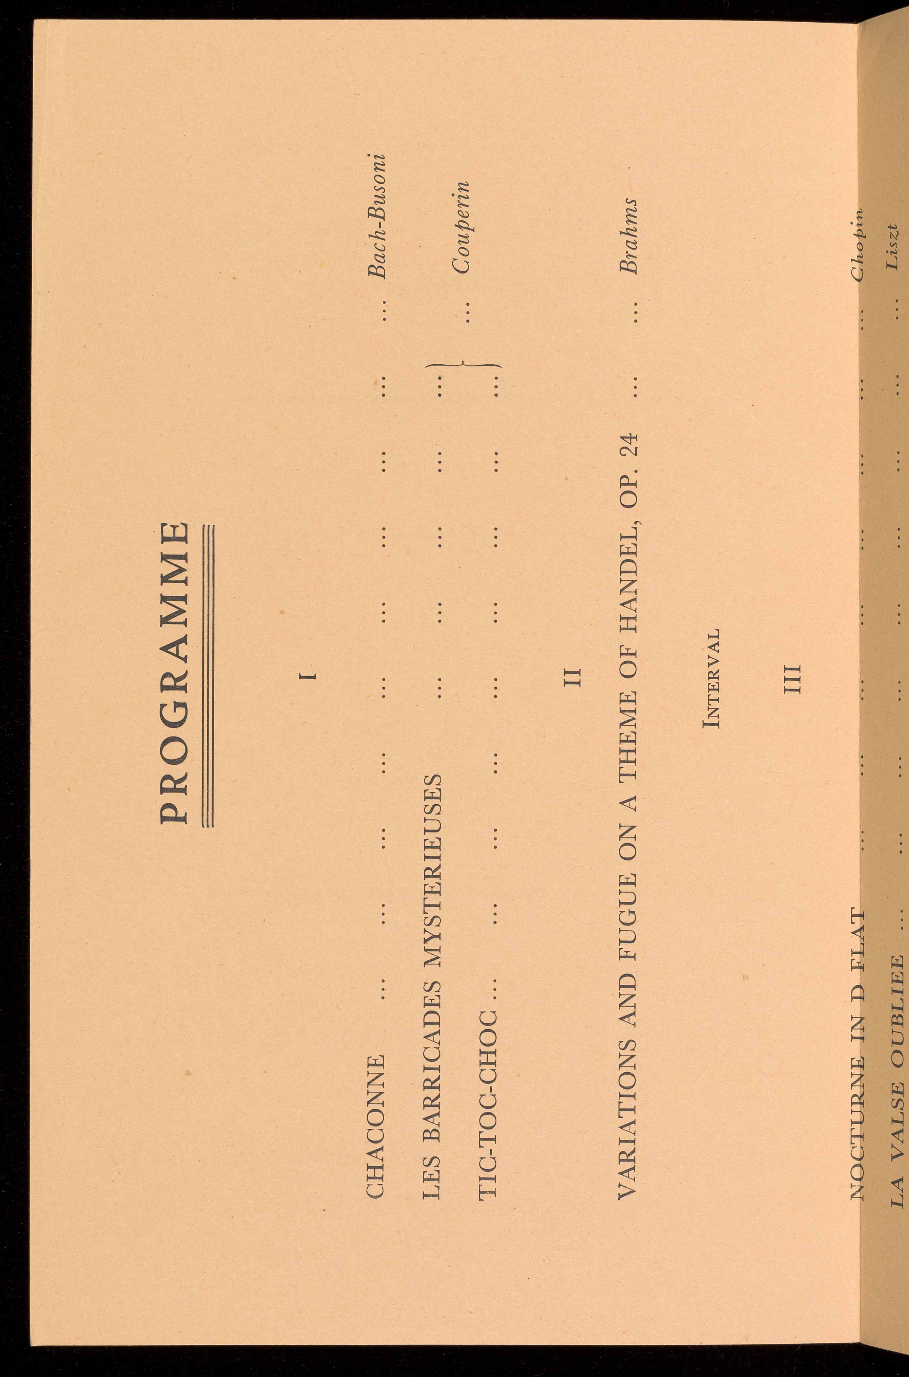 PROGRAMME
I
CHAONNE ... ... ... ... ... ... ... ... ... ... Bach-Busoni
LES BARRICADES MYSTERIEUSES ... ... ... ... ...
... Couperin
TIC-TOC-CHOC ... ... ... ... ... ... ... ... ...
II
VARIATIONS AND FUGUE ON A THEME OF HANDEL, OP. 24 ... ... Brahms
INTERVAL
III
NOCTURNE IN D FLAT ... ... ... ... ... ... ... ... Chopin
LA VALSE OUBLIEE ... ... ... ... ... ... ... ... ... Liszt